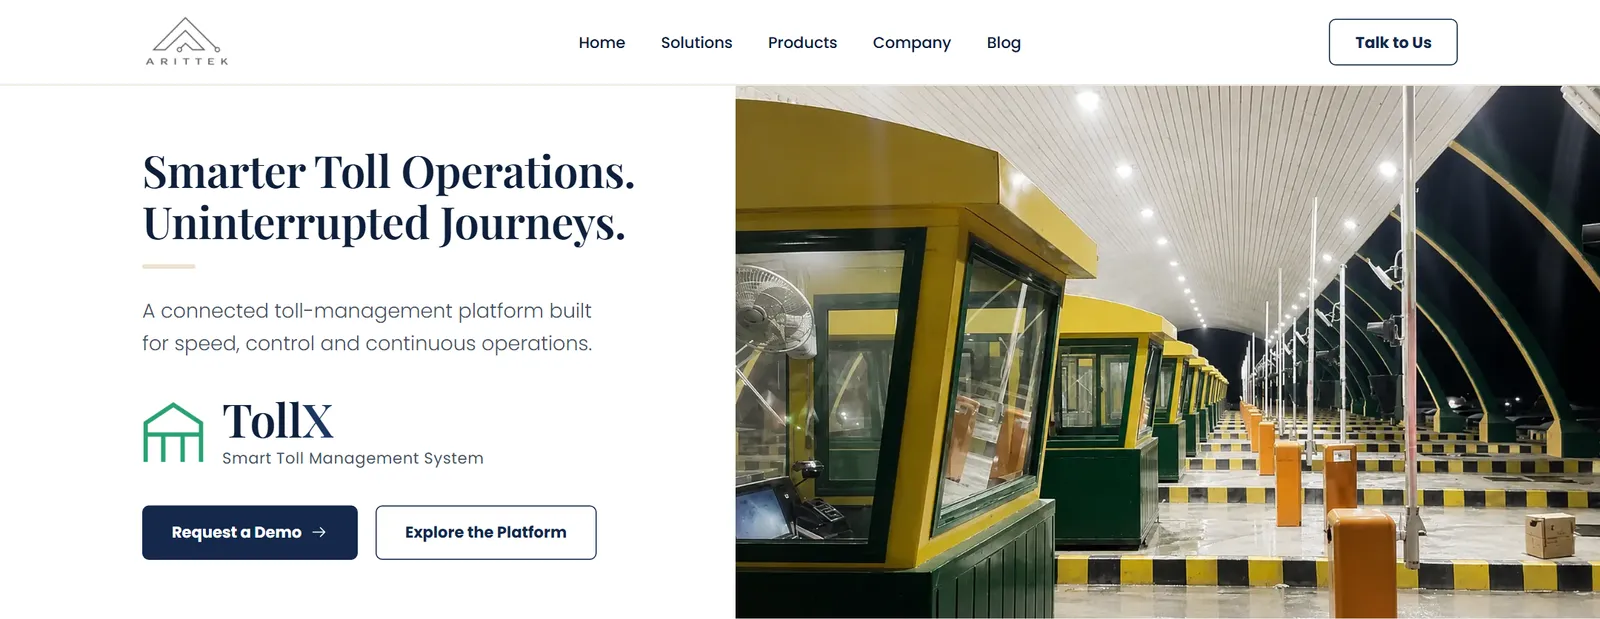 ARITTEK
Home
Solutions
Products
Company
Blog
Talk to Us
Smarter Toll Operations.
Uninterrupted Journeys.
A connected toll-management platform built
for speed, control and continuous operations.
TollX
Smart Toll Management System
Request a Demo →
Explore the Platform